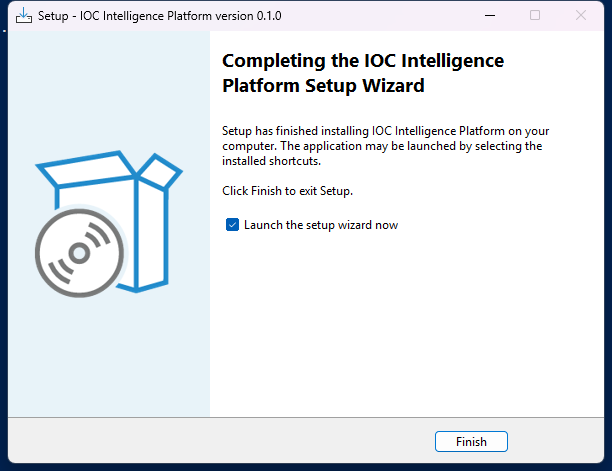 Setup - IOC Intelligence Platform version 0.1.0
Completing the IOC Intelligence
Platform Setup Wizard
Setup has finished installing IOC Intelligence Platform on your
computer. The application may be launched by selecting the
installed shortcuts.
Click Finish to exit Setup.
Launch the setup wizard now
Finish